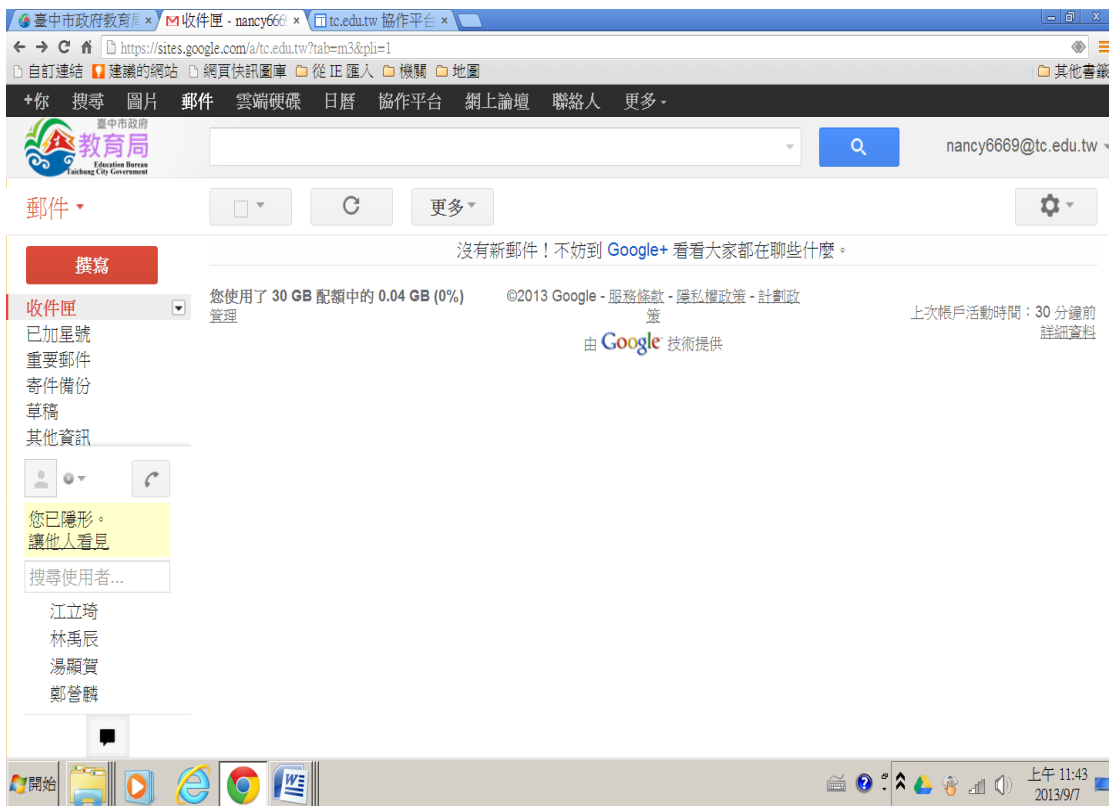 臺中市政府教育局 × 收件匣 - nancy666 × tc.edu.tw 協作平台 ×
https://sites.google.com/a/tc.edu.tw?tab=m3&pli=1
自訂連結 建議的網站 網頁快訊圖庫 從 IE 匯入 機關 地圖 其他書籤
+你 搜尋 圖片 郵件 雲端硬碟 日曆 協作平台 網上論壇 聯絡人 更多
臺中市政府
教育局
Education Bureau
Taichung City Government
nancy6669@tc.edu.tw
郵件 更多
沒有新郵件！不妨到 Google+ 看看大家都在聊些什麼。
撰寫
收件匣
已加星號
重要郵件
寄件備份
草稿
其他資訊
您使用了 30 GB 配額中的 0.04 GB (0%)
管理
©2013 Google - 服務條款 - 隱私權政策 - 計劃政
策
由 Google 技術提供
上次帳戶活動時間：30 分鐘前
詳細資料
您已隱形。
讓他人看見
搜尋使用者...
江立琦
林禹辰
湯顯賀
鄭營麟
開始
上午 11:43
2013/9/7